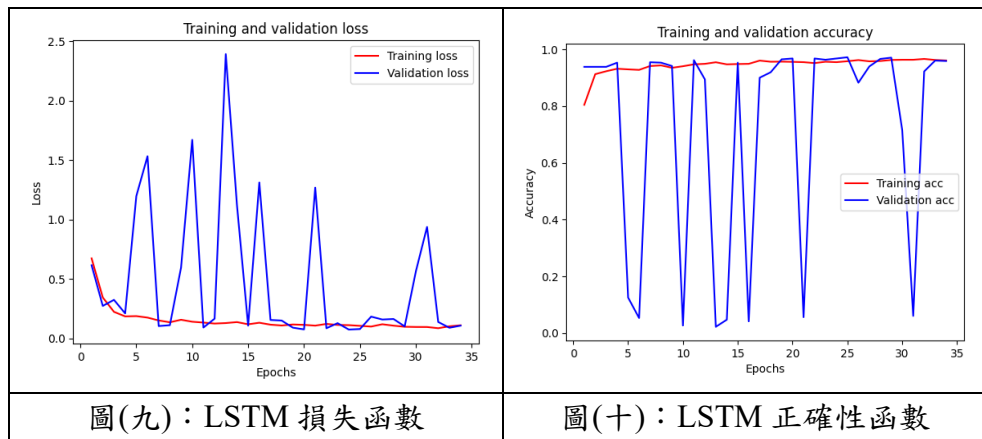 Training and validation loss
Training loss
Validation loss
2.5
2.0
1.5
1.0
0.5
0.0
Loss
0 5 10 15 20 25 30 35
Epochs
Training and validation accuracy
Training acc
Validation acc
1.0
0.8
0.6
0.4
0.2
0.0
Accuracy
0 5 10 15 20 25 30 35
Epochs
圖(九)：LSTM 損失函數
圖(十)：LSTM 正確性函數